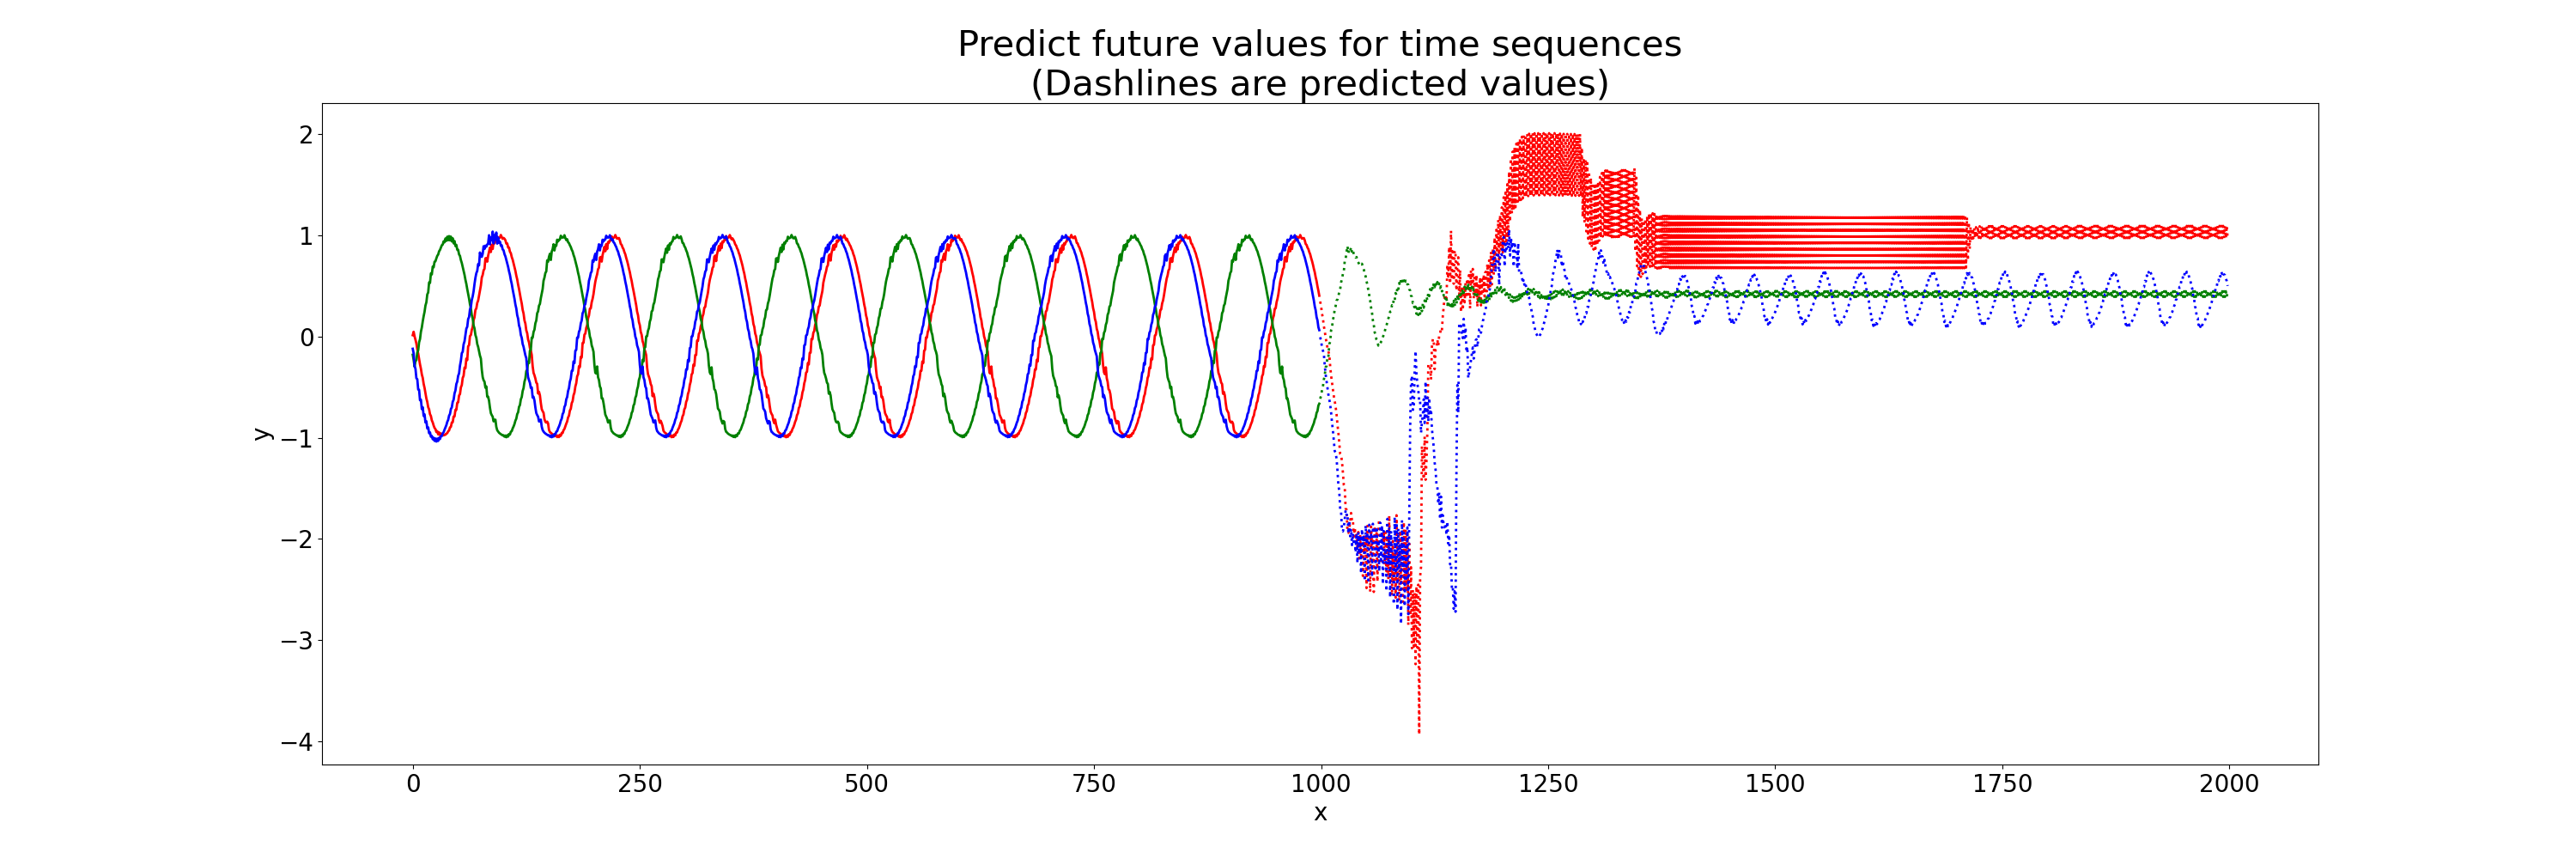 Predict future values for time sequences
(Dashlines are predicted values)
2
1
0
−1
−2
−3
−4
y
0 250 500 750 1000 1250 1500 1750 2000
x